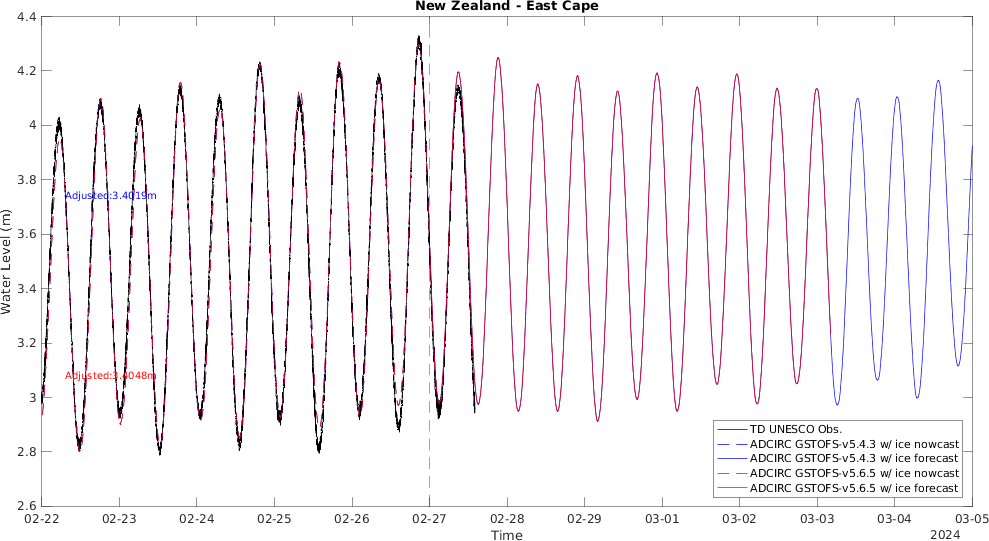 New Zealand - East Cape
4.4
4.2
4
3.8
3.6
3.4
3.2
3
2.8
2.6
Water Level (m)
Adjusted:3.4019m
Adjusted:3.4048m
TD UNESCO Obs.
ADCIRC GSTOFS-v5.4.3 w/ ice nowcast
ADCIRC GSTOFS-v5.4.3 w/ ice forecast
ADCIRC GSTOFS-v5.6.5 w/ ice nowcast
ADCIRC GSTOFS-v5.6.5 w/ ice forecast
02-22 02-23 02-24 02-25 02-26 02-27 02-28 02-29 03-01 03-02 03-03 03-04 03-05
Time
2024